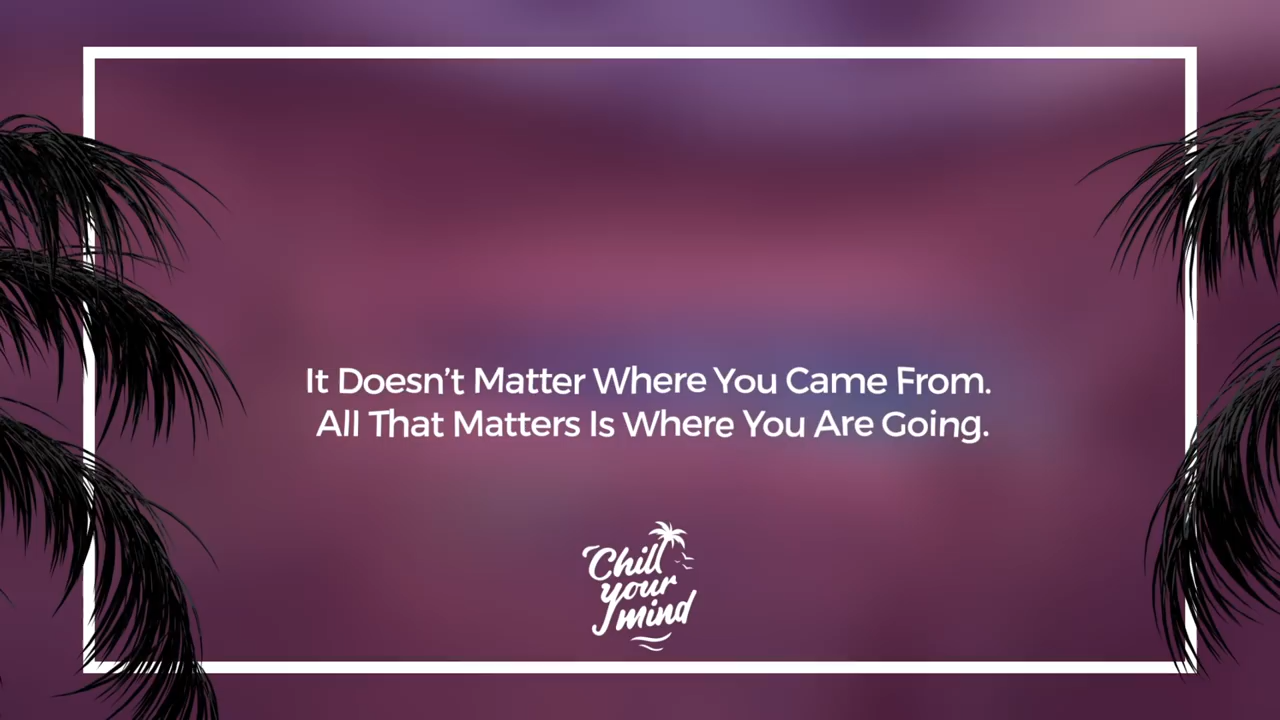 It Doesn't Matter Where You Came From.
All That Matters Is Where You Are Going.
Chill
your
mind